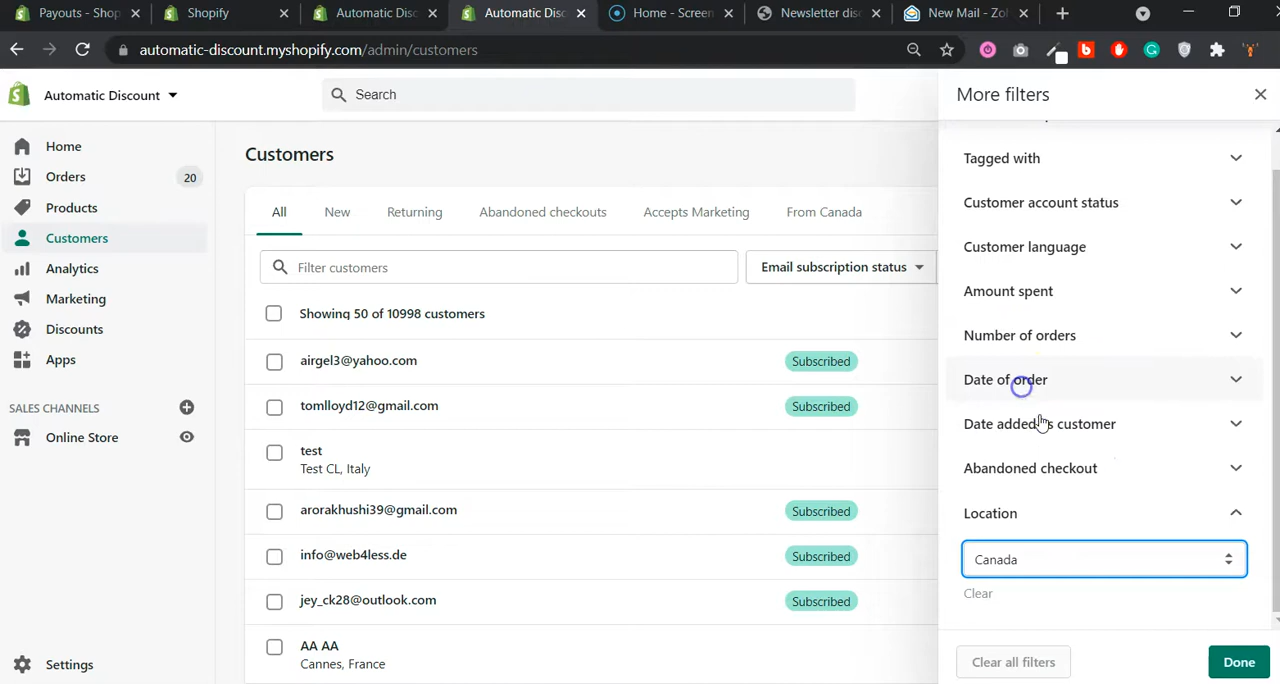 Payouts - Shop
Shopify
Automatic Disc
Automatic Disc
Home - Screen
Newsletter dis
New Mail - Zoh
automatic-discount.myshopify.com/admin/customers
Automatic Discount
Search
More filters
Home
Orders 20
Products
Customers
Analytics
Marketing
Discounts
Apps
SALES CHANNELS
Online Store
Settings
Customers
All New Returning Abandoned checkouts Accepts Marketing From Canada
Filter customers
Email subscription status
Showing 50 of 10998 customers
airgel3@yahoo.com Subscribed
tomlloyd12@gmail.com Subscribed
test
Test CL, Italy
arorakhushi39@gmail.com Subscribed
info@web4less.de Subscribed
jey_ck28@outlook.com Subscribed
AA AA
Cannes, France
Tagged with
Customer account status
Customer language
Amount spent
Number of orders
Date of order
Date added as customer
Abandoned checkout
Location
Canada
Clear
Clear all filters
Done